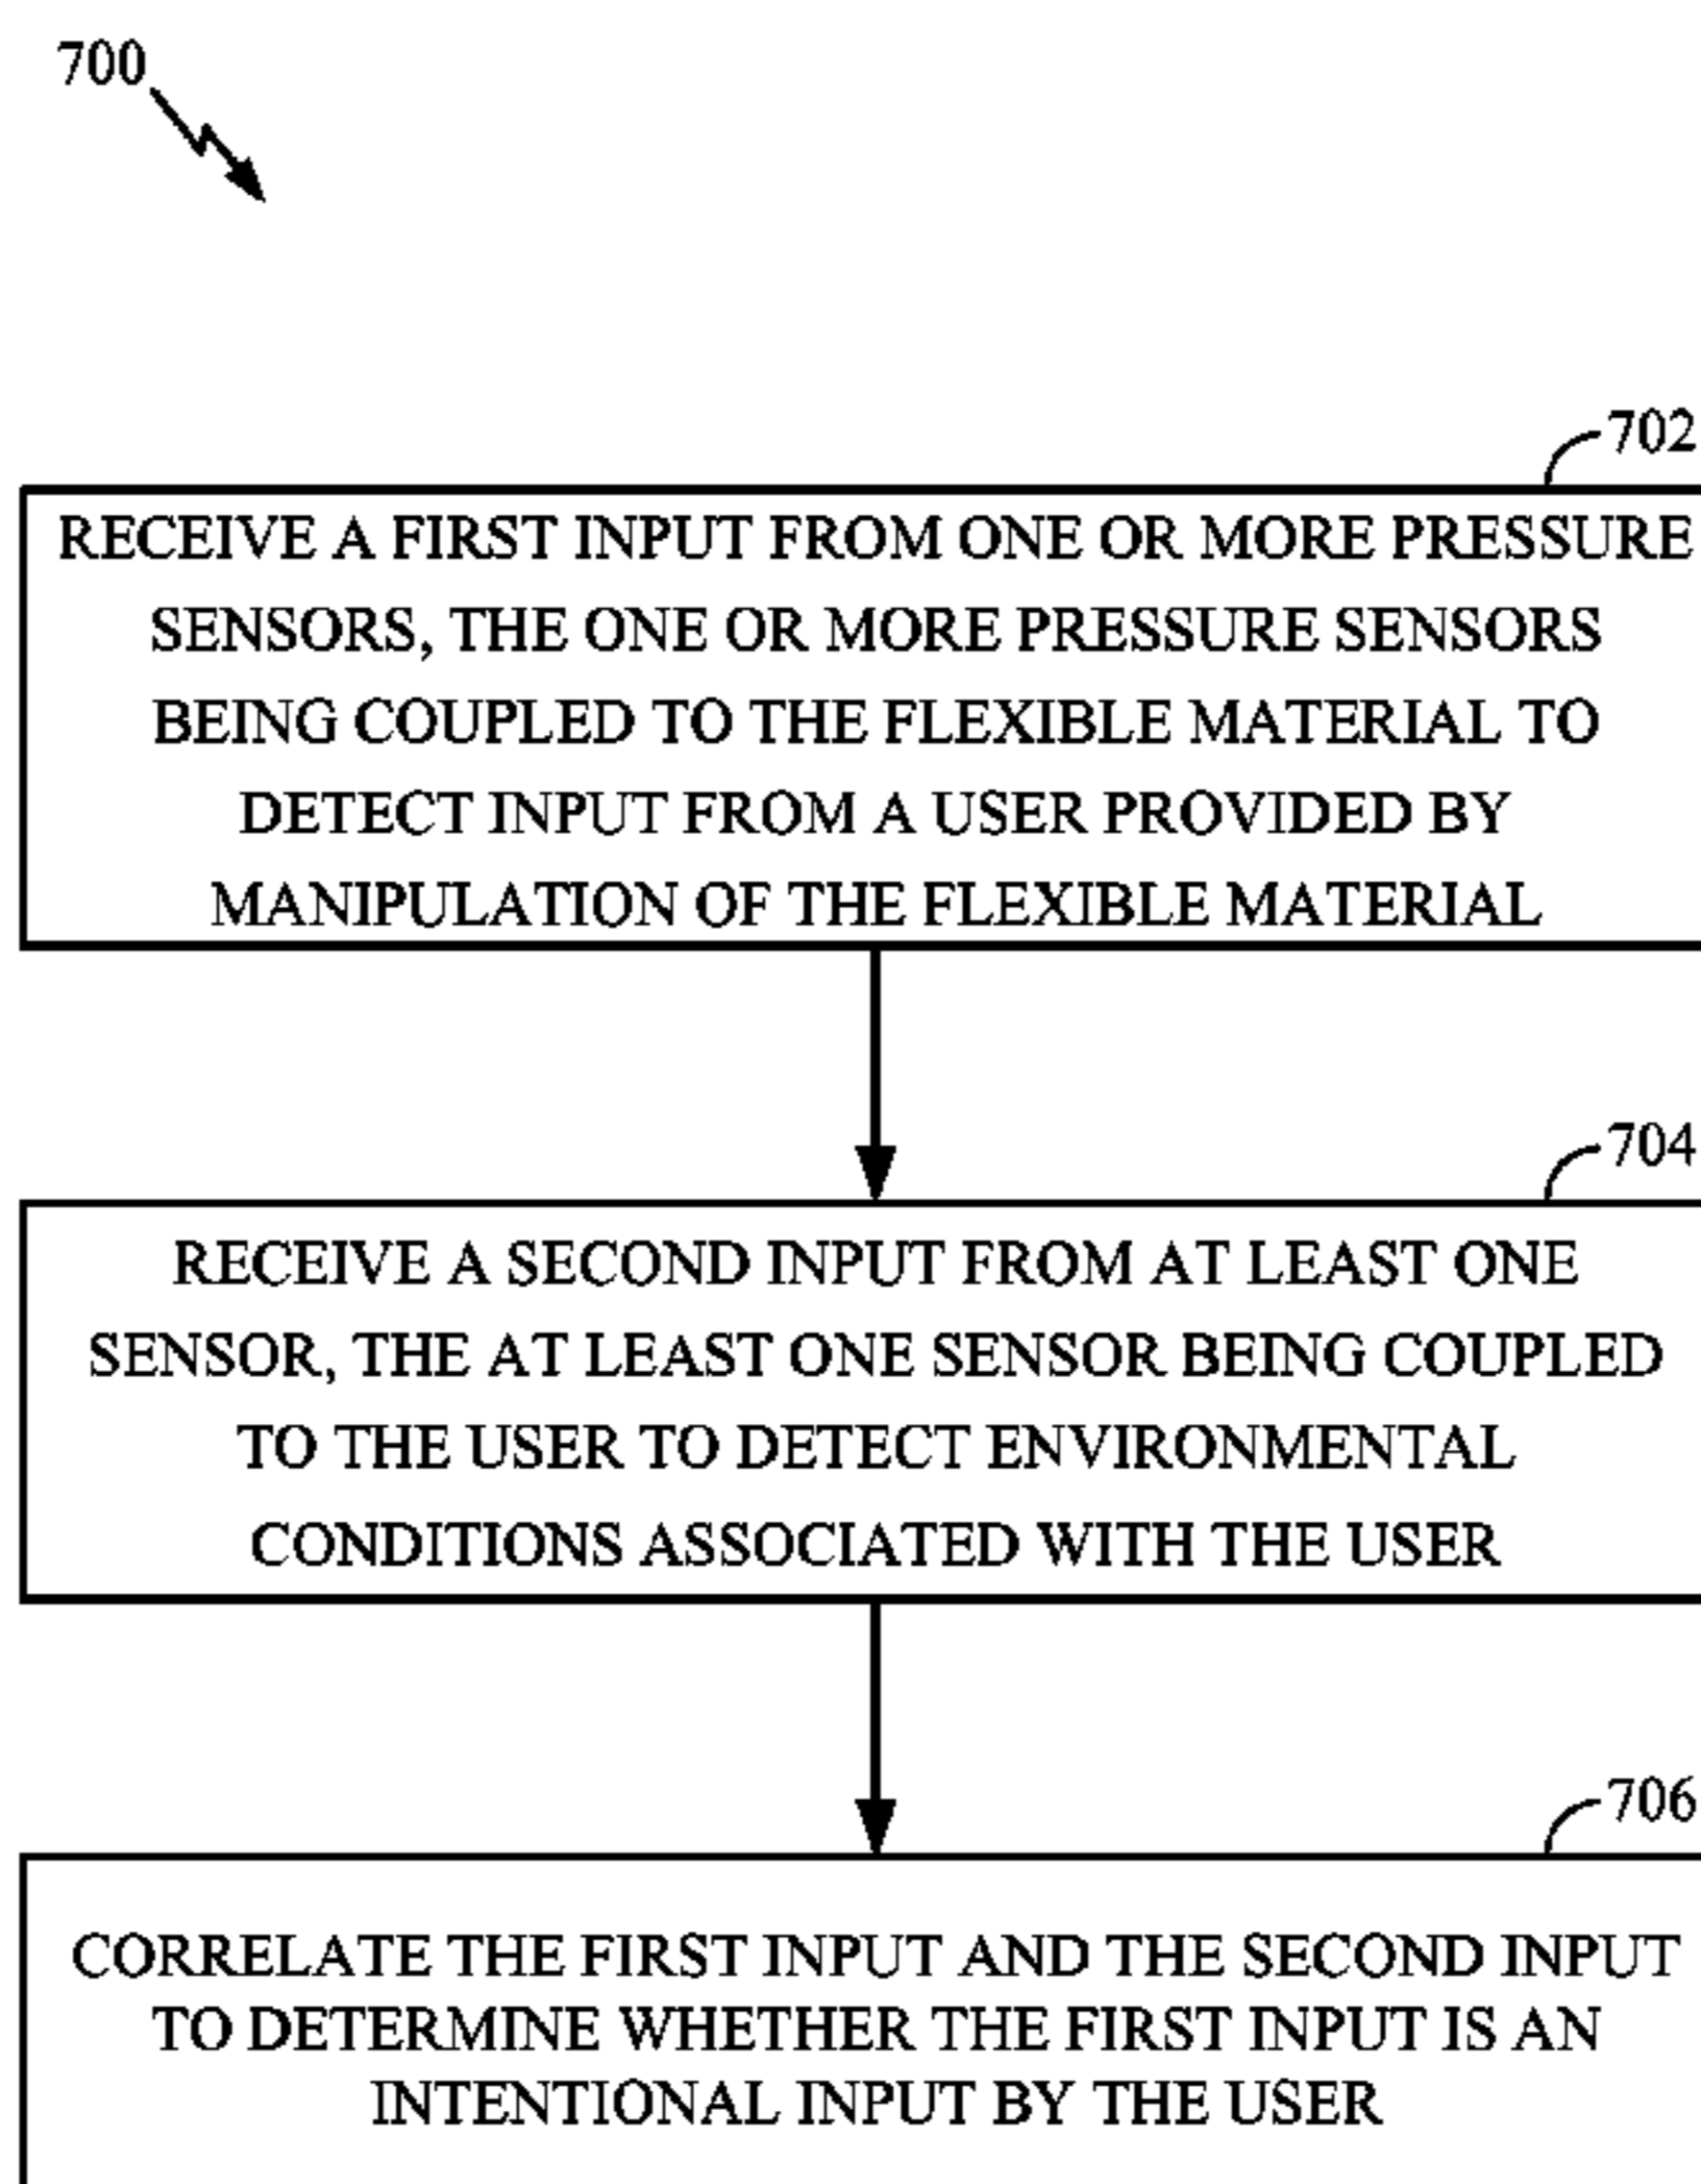 700
702
RECEIVE A FIRST INPUT FROM ONE OR MORE PRESSURE
SENSORS, THE ONE OR MORE PRESSURE SENSORS
BEING COUPLED TO THE FLEXIBLE MATERIAL TO
DETECT INPUT FROM A USER PROVIDED BY
MANIPULATION OF THE FLEXIBLE MATERIAL
704
RECEIVE A SECOND INPUT FROM AT LEAST ONE
SENSOR, THE AT LEAST ONE SENSOR BEING COUPLED
TO THE USER TO DETECT ENVIRONMENTAL
CONDITIONS ASSOCIATED WITH THE USER
706
CORRELATE THE FIRST INPUT AND THE SECOND INPUT
TO DETERMINE WHETHER THE FIRST INPUT IS AN
INTENTIONAL INPUT BY THE USER